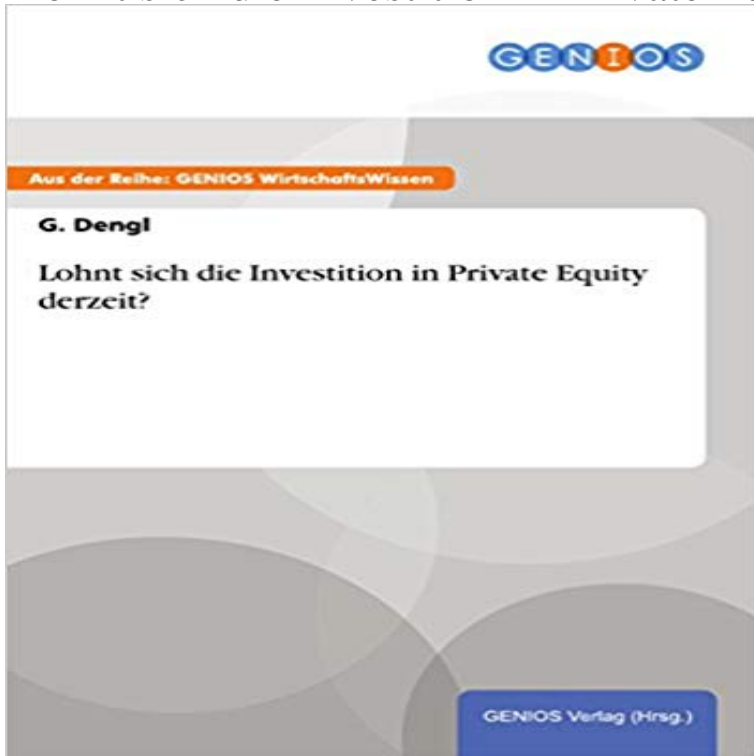 GENIOS
Aus der Reihe: GENIOS WirtschaftsWissen
G. Dengl
Lohnt sich die Investition in Private Equity
derzeit?
GENIOS Verlag (Hrsg.)